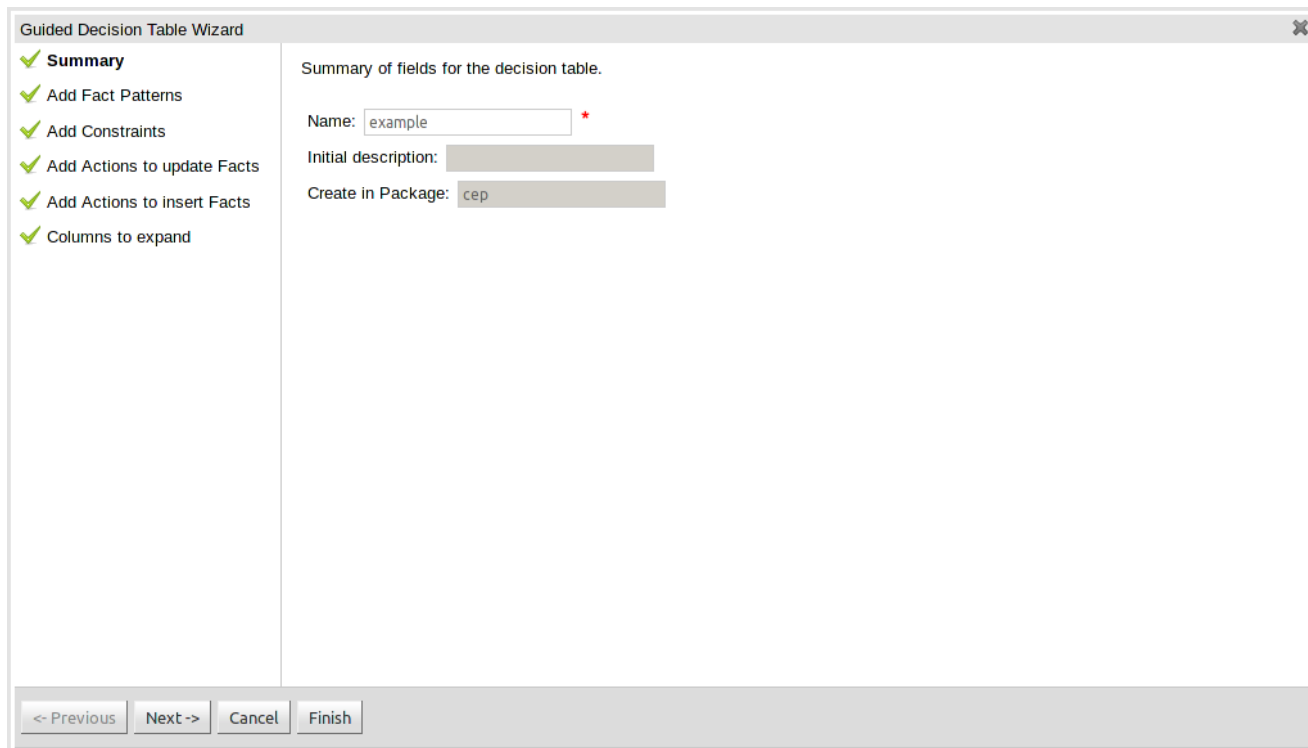 Guided Decision Table Wizard
Summary
Add Fact Patterns
Add Constraints
Add Actions to update Facts
Add Actions to insert Facts
Columns to expand
Summary of fields for the decision table.
Name: example *
Initial description:
Create in Package: cep
<- Previous Next -> Cancel Finish